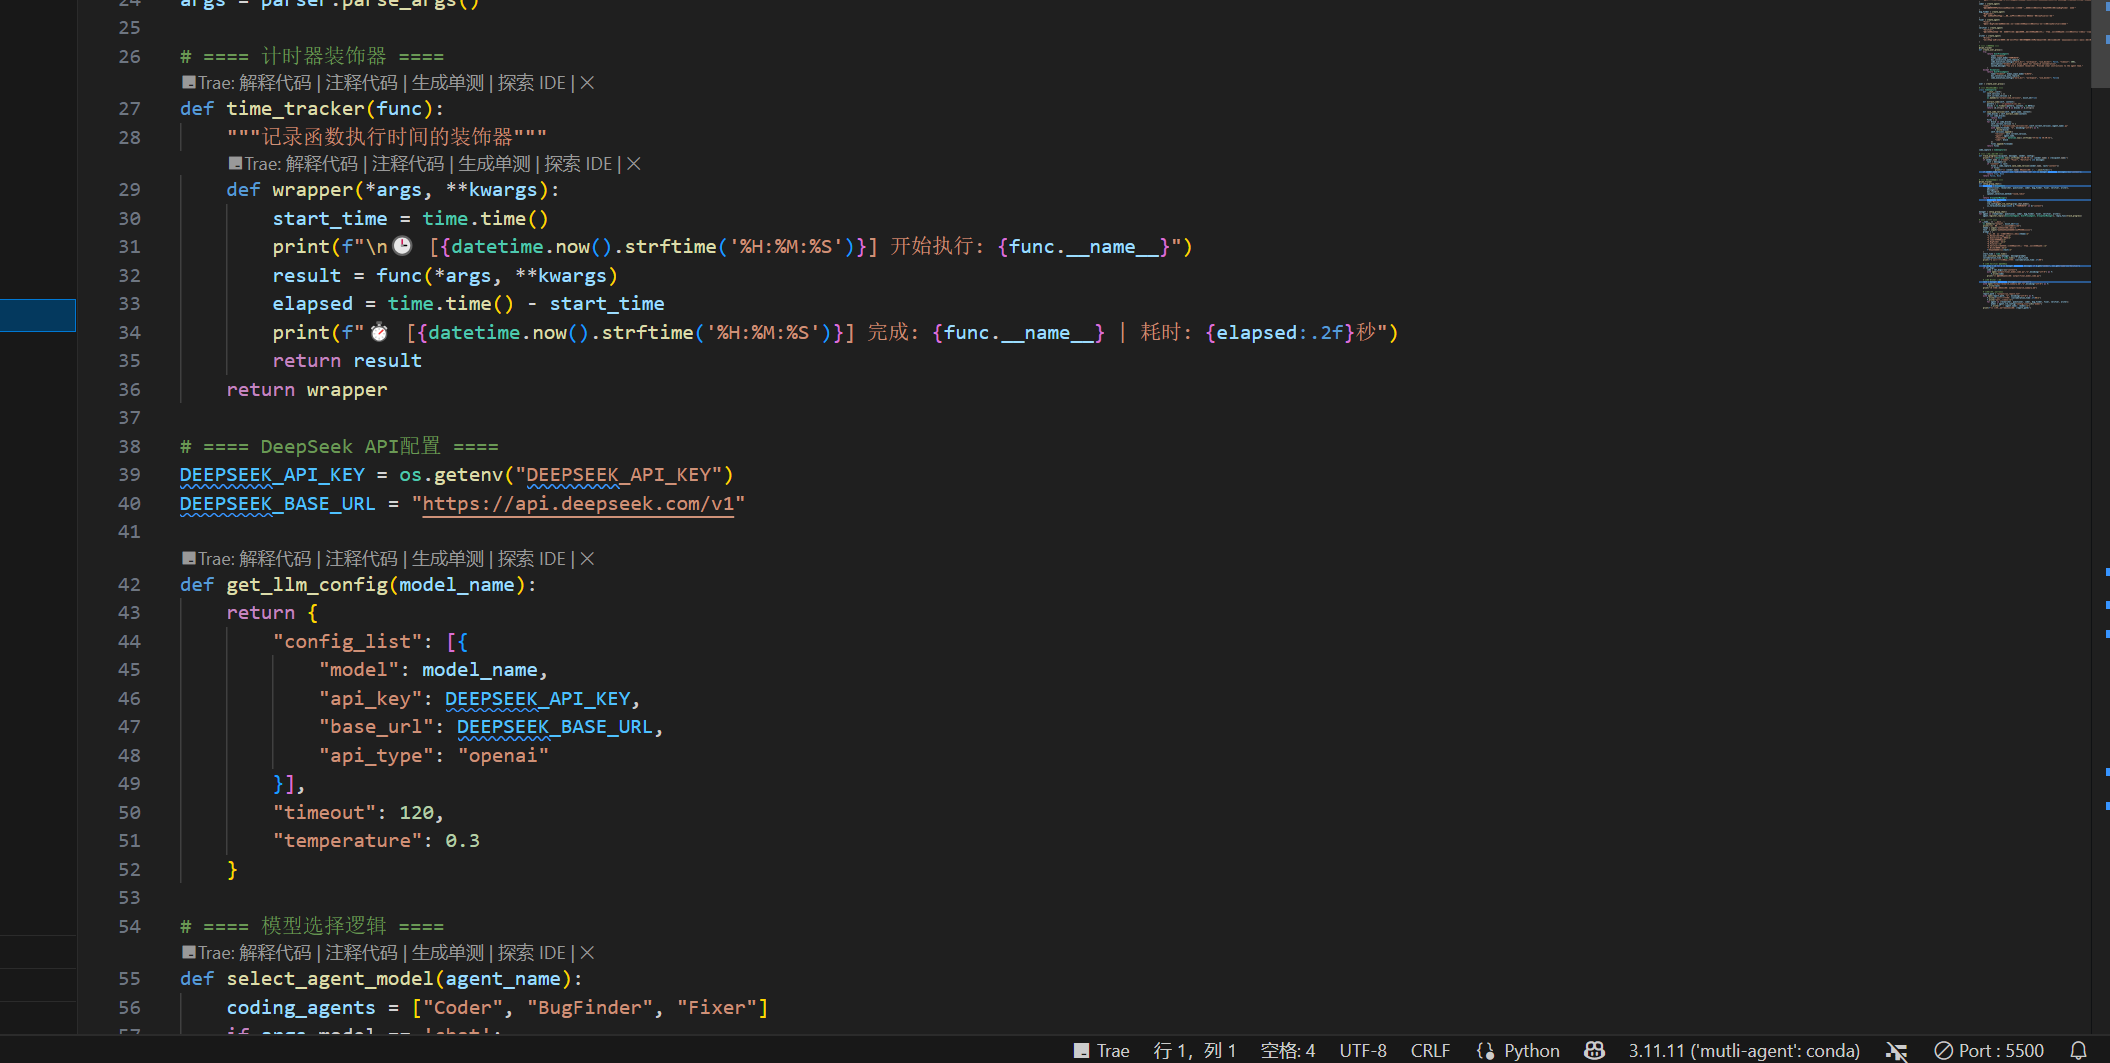 24 args = parser.parse_args()
25
26 # ==== 计时器装饰器 ====
Trae: 解释代码 | 注释代码 | 生成单测 | 探索 IDE | ×
27 def time_tracker(func):
28 """记录函数执行时间的装饰器"""
Trae: 解释代码 | 注释代码 | 生成单测 | 探索 IDE | ×
29 def wrapper(*args, **kwargs):
30 start_time = time.time()
31 print(f"\n🕒 [{datetime.now().strftime('%H:%M:%S')}] 开始执行: {func.__name__}")
32 result = func(*args, **kwargs)
33 elapsed = time.time() - start_time
34 print(f"⏱ [{datetime.now().strftime('%H:%M:%S')}] 完成: {func.__name__} | 耗时: {elapsed:.2f}秒")
35 return result
36 return wrapper
37
38 # ==== DeepSeek API配置 ====
39 DEEPSEEK_API_KEY = os.getenv("DEEPSEEK_API_KEY")
40 DEEPSEEK_BASE_URL = "https://api.deepseek.com/v1"
41
Trae: 解释代码 | 注释代码 | 生成单测 | 探索 IDE | ×
42 def get_llm_config(model_name):
43 return {
44 "config_list": [{
45 "model": model_name,
46 "api_key": DEEPSEEK_API_KEY,
47 "base_url": DEEPSEEK_BASE_URL,
48 "api_type": "openai"
49 }],
50 "timeout": 120,
51 "temperature": 0.3
52 }
53
54 # ==== 模型选择逻辑 ====
Trae: 解释代码 | 注释代码 | 生成单测 | 探索 IDE | ×
55 def select_agent_model(agent_name):
56 coding_agents = ["Coder", "BugFinder", "Fixer"]
57 if args.model == 'chat':
Trae 行 1，列 1 空格: 4 UTF-8 CRLF {} Python 3.11.11 ('mutli-agent': conda) Port : 5500